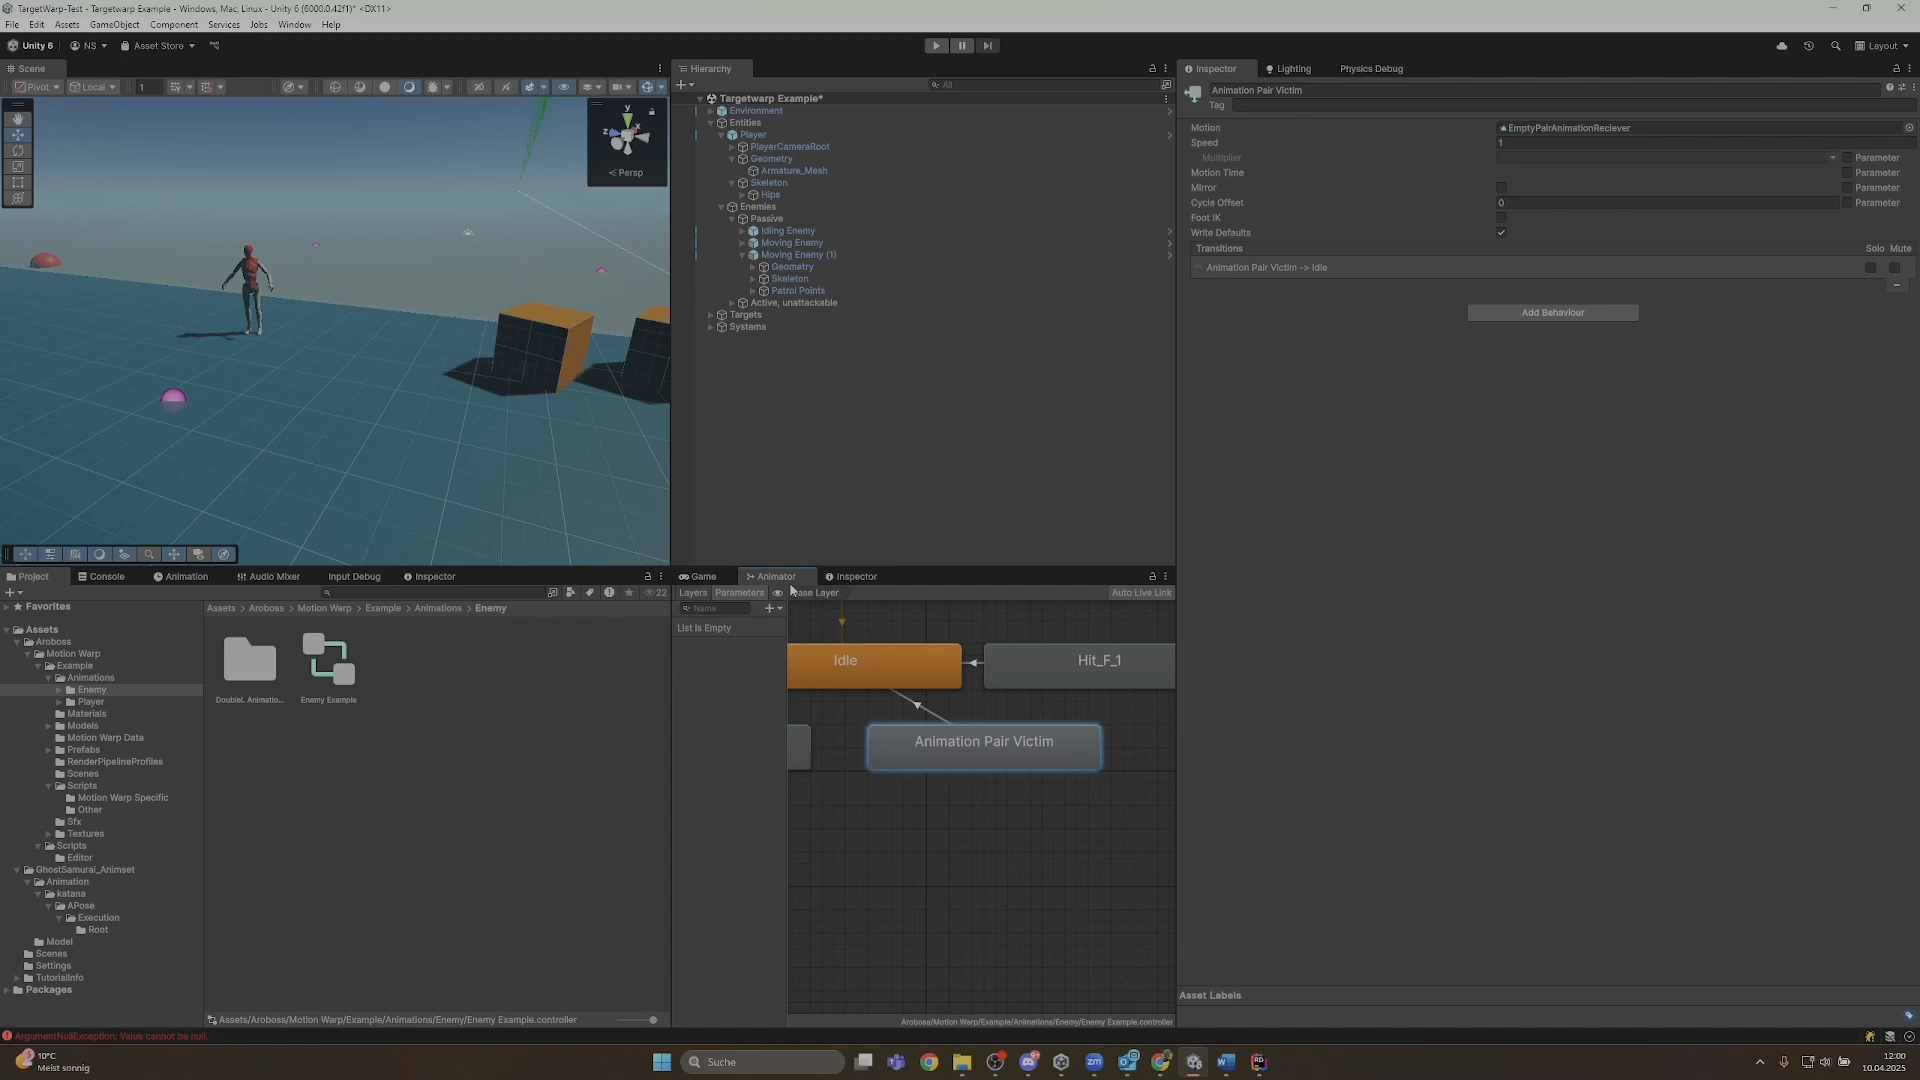 TargetWarp-Test - Targetwarp Example - Windows, Mac, Linux - Unity 6 (6000.0.42f1)* <DX11>
File Edit Assets GameObject Component Services Jobs Window Help
Unity 6 NS Asset Store Layout
Scene
Pivot Local 1
y
z
x
Persp
Hierarchy
All
Targetwarp Example*
Environment
Entities
Player
PlayerCameraRoot
Geometry
Armature_Mesh
Skeleton
Hips
Enemies
Passive
Idling Enemy
Moving Enemy
Moving Enemy (1)
Geometry
Skeleton
Patrol Points
Active, unattackable
Targets
Systems
Inspector Lighting Physics Debug
Animation Pair Victim
Tag
Motion EmptyPairAnimationReciever
Speed 1
Multiplier Parameter
Motion Time Parameter
Mirror Parameter
Cycle Offset 0 Parameter
Foot IK
Write Defaults
Transitions Solo Mute
Animation Pair Victim -> Idle
Add Behaviour
Asset Labels
Project Console Animation Audio Mixer Input Debug Inspector
22
Favorites
Assets
Aroboss
Motion Warp
Example
Animations
Enemy
Player
Materials
Models
Motion Warp Data
Prefabs
RenderPipelineProfiles
Scenes
Scripts
Motion Warp Specific
Other
Sfx
Textures
Scripts
Editor
GhostSamurai_Animset
Animation
katana
APose
Execution
Root
Model
Scenes
Settings
TutorialInfo
Packages
Assets > Aroboss > Motion Warp > Example > Animations > Enemy
DoubleL Animatio...
Enemy Example
Assets/Aroboss/Motion Warp/Example/Animations/Enemy/Enemy Example.controller
Game Animator Inspector
Layers Parameters Base Layer Auto Live Link
Name
List Is Empty
Idle
Hit_F_1
Animation Pair Victim
Aroboss/Motion Warp/Example/Animations/Enemy/Enemy Example.controller
ArgumentNullException: Value cannot be null.
10°C
Meist sonnig
Suche
12:00
10.04.2025